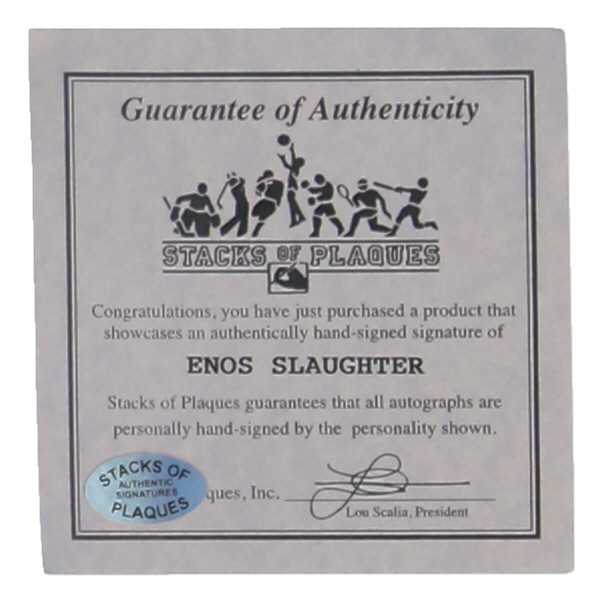 Guarantee of Authenticity
STACKS OF PLAQUES
Congratulations, you have just purchased a product that
showcases an authentically hand-signed signature of
ENOS SLAUGHTER
Stacks of Plaques guarantees that all autographs are
personally hand-signed by the personality shown.
STACKS OF
AUTHENTIC
SIGNATURES
PLAQUES
ques, Inc.
Lou Scalia, President